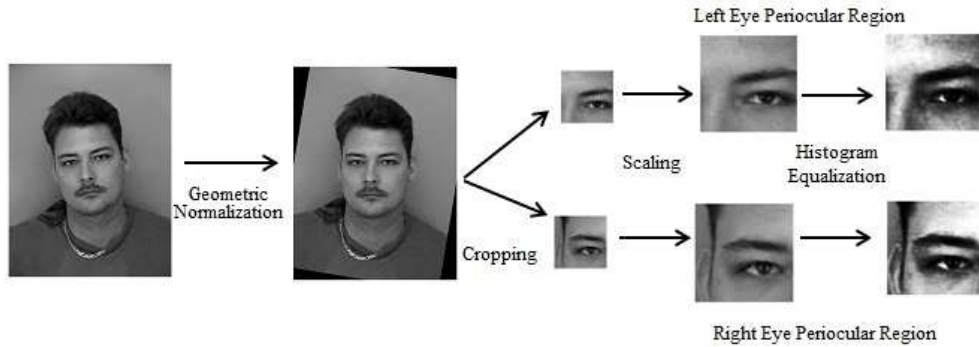 Left Eye Periocular Region
Geometric
Normalization
Cropping
Scaling
Histogram
Equalization
Right Eye Periocular Region